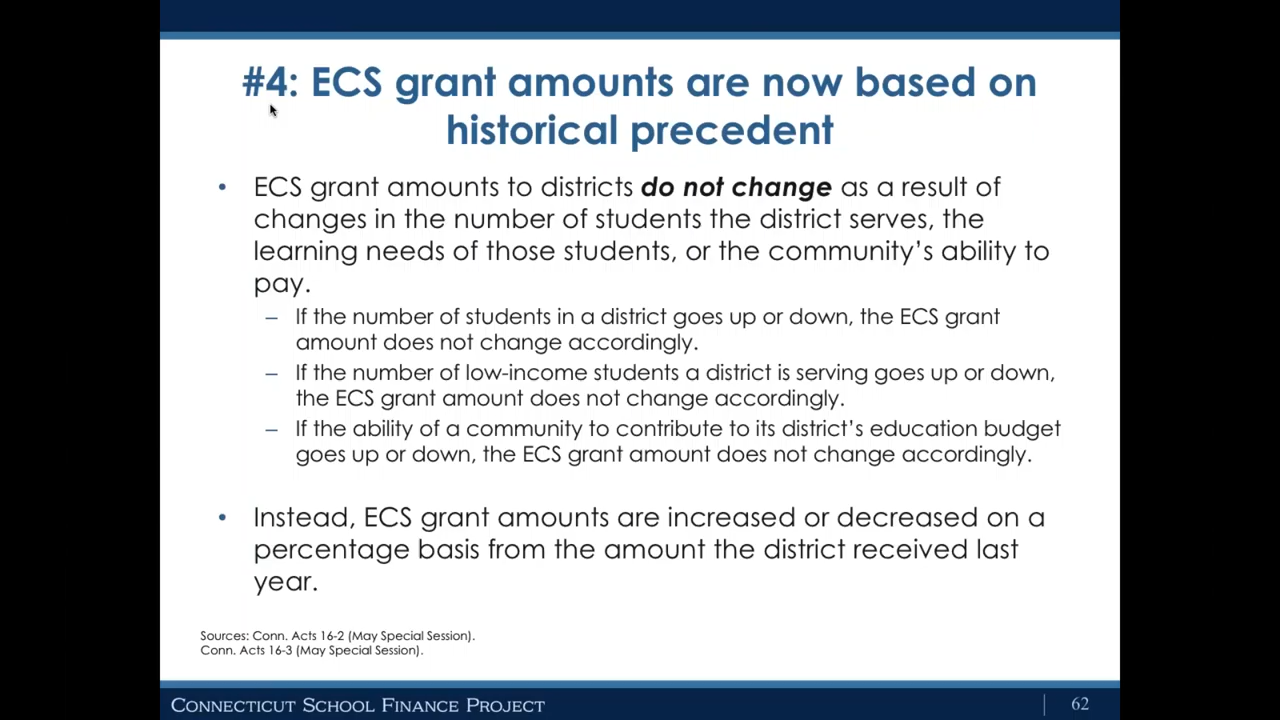 #4: ECS grant amounts are now based on
historical precedent
• ECS grant amounts to districts do not change as a result of
changes in the number of students the district serves, the
learning needs of those students, or the community’s ability to
pay.
– If the number of students in a district goes up or down, the ECS grant
amount does not change accordingly.
– If the number of low-income students a district is serving goes up or down,
the ECS grant amount does not change accordingly.
– If the ability of a community to contribute to its district’s education budget
goes up or down, the ECS grant amount does not change accordingly.
• Instead, ECS grant amounts are increased or decreased on a
percentage basis from the amount the district received last
year.
Sources: Conn. Acts 16-2 (May Special Session).
Conn. Acts 16-3 (May Special Session).
CONNECTICUT SCHOOL FINANCE PROJECT
62